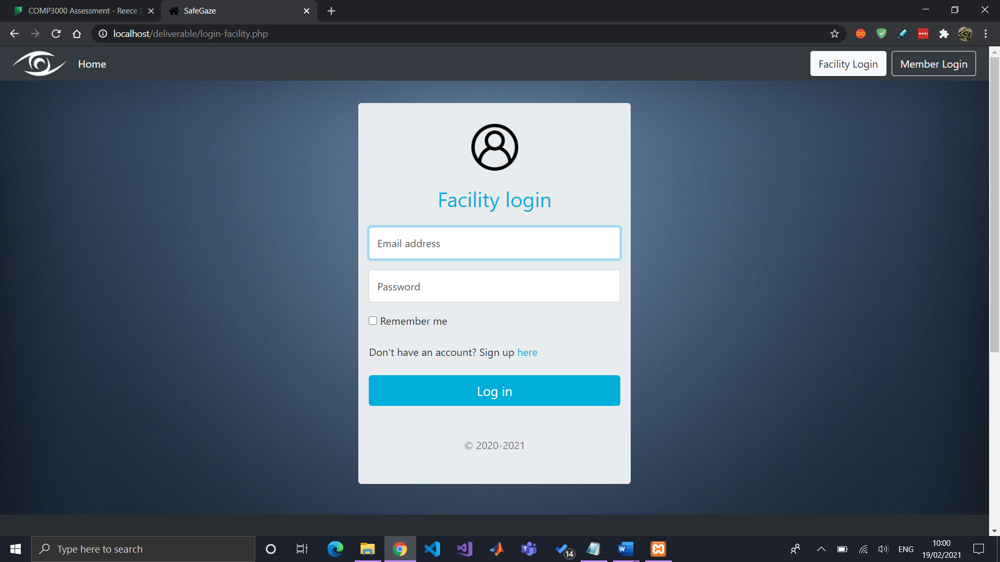 COMP3000 Assessment - Reece
SafeGaze
localhost/deliverable/login-facility.php
Home
Facility Login
Member Login
Facility login
Email address
Password
Remember me
Don't have an account? Sign up here
Log in
© 2020-2021
Type here to search
14
ENG
10:00
19/02/2021